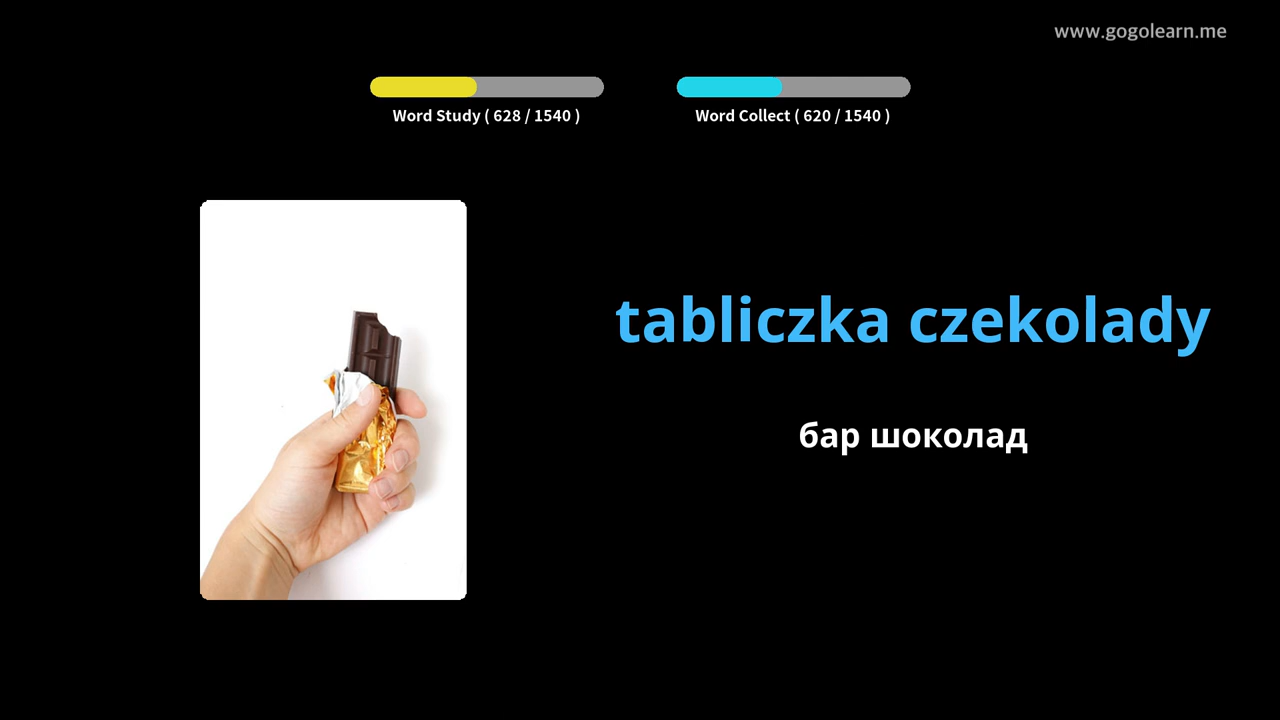 www.gogolearn.me
Word Study ( 628 / 1540 )
Word Collect ( 620 / 1540 )
tabliczka czekolady
бар шоколад